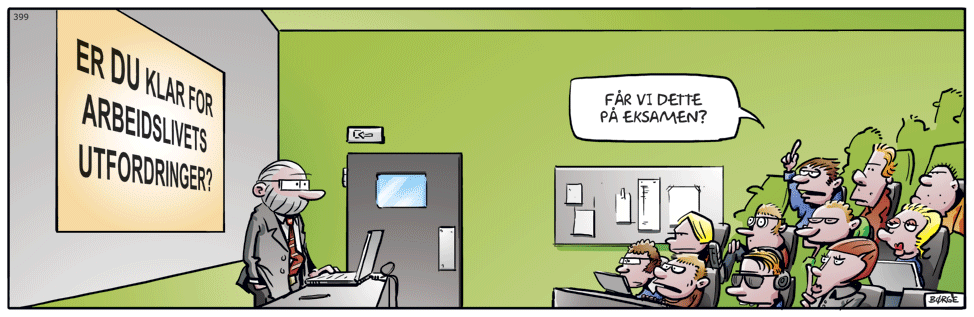 399
ER DU KLAR FOR
ARBEIDSLIVETS
UTFORDRINGER?
FÅR VI DETTE
PÅ EKSAMEN?
BØRGE